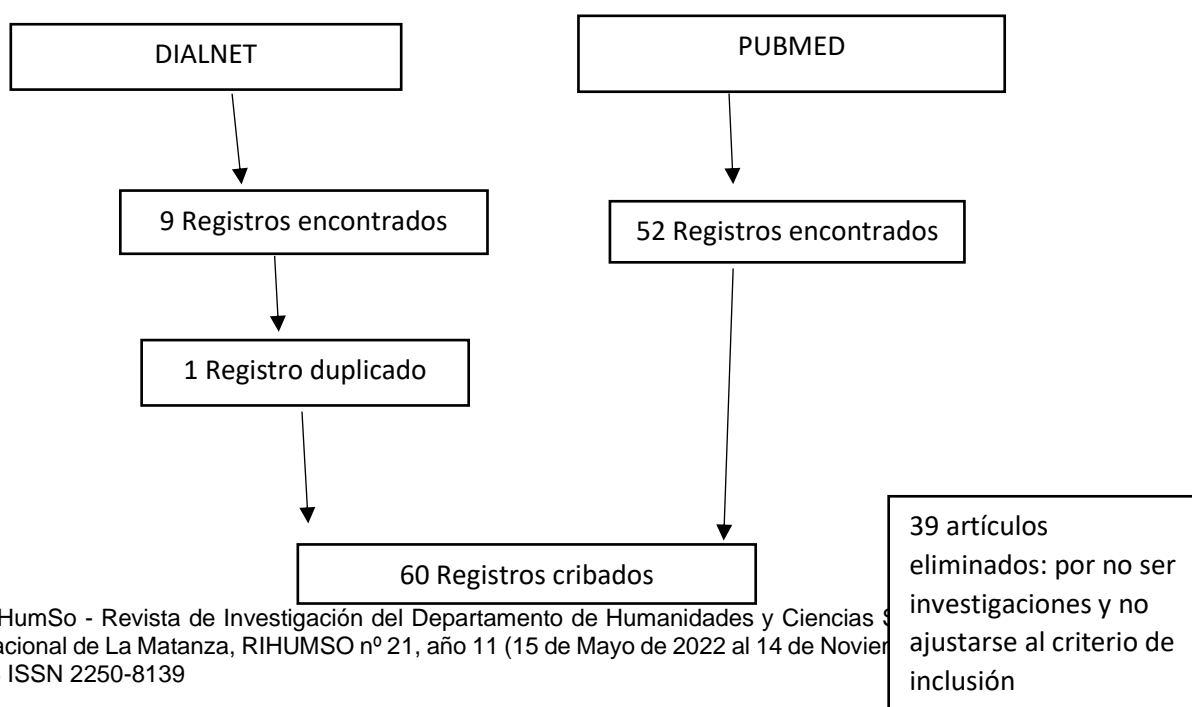 DIALNET
PUBMED
9 Registros encontrados
52 Registros encontrados
1 Registro duplicado
60 Registros cribados
39 artículos
eliminados: por no ser
investigaciones y no
ajustarse al criterio de
inclusión
HumSo - Revista de Investigación del Departamento de Humanidades y Ciencias
acional de La Matanza, RIHUMSO nº 21, año 11 (15 de Mayo de 2022 al 14 de Noviem
ISSN 2250-8139